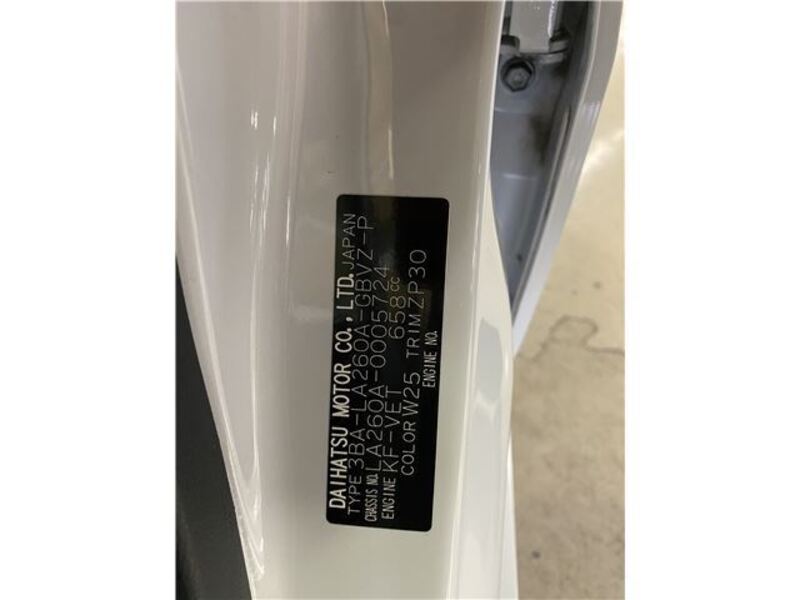 DAIHATSU MOTOR CO., LTD. JAPAN
TYPE 3BA-LA260A-GBVZ-P
CHASSIS NO. LA260A-0005724
ENGINE KF-VET 658cc
COLOR W25 TRIM ZP30
ENGINE NO.